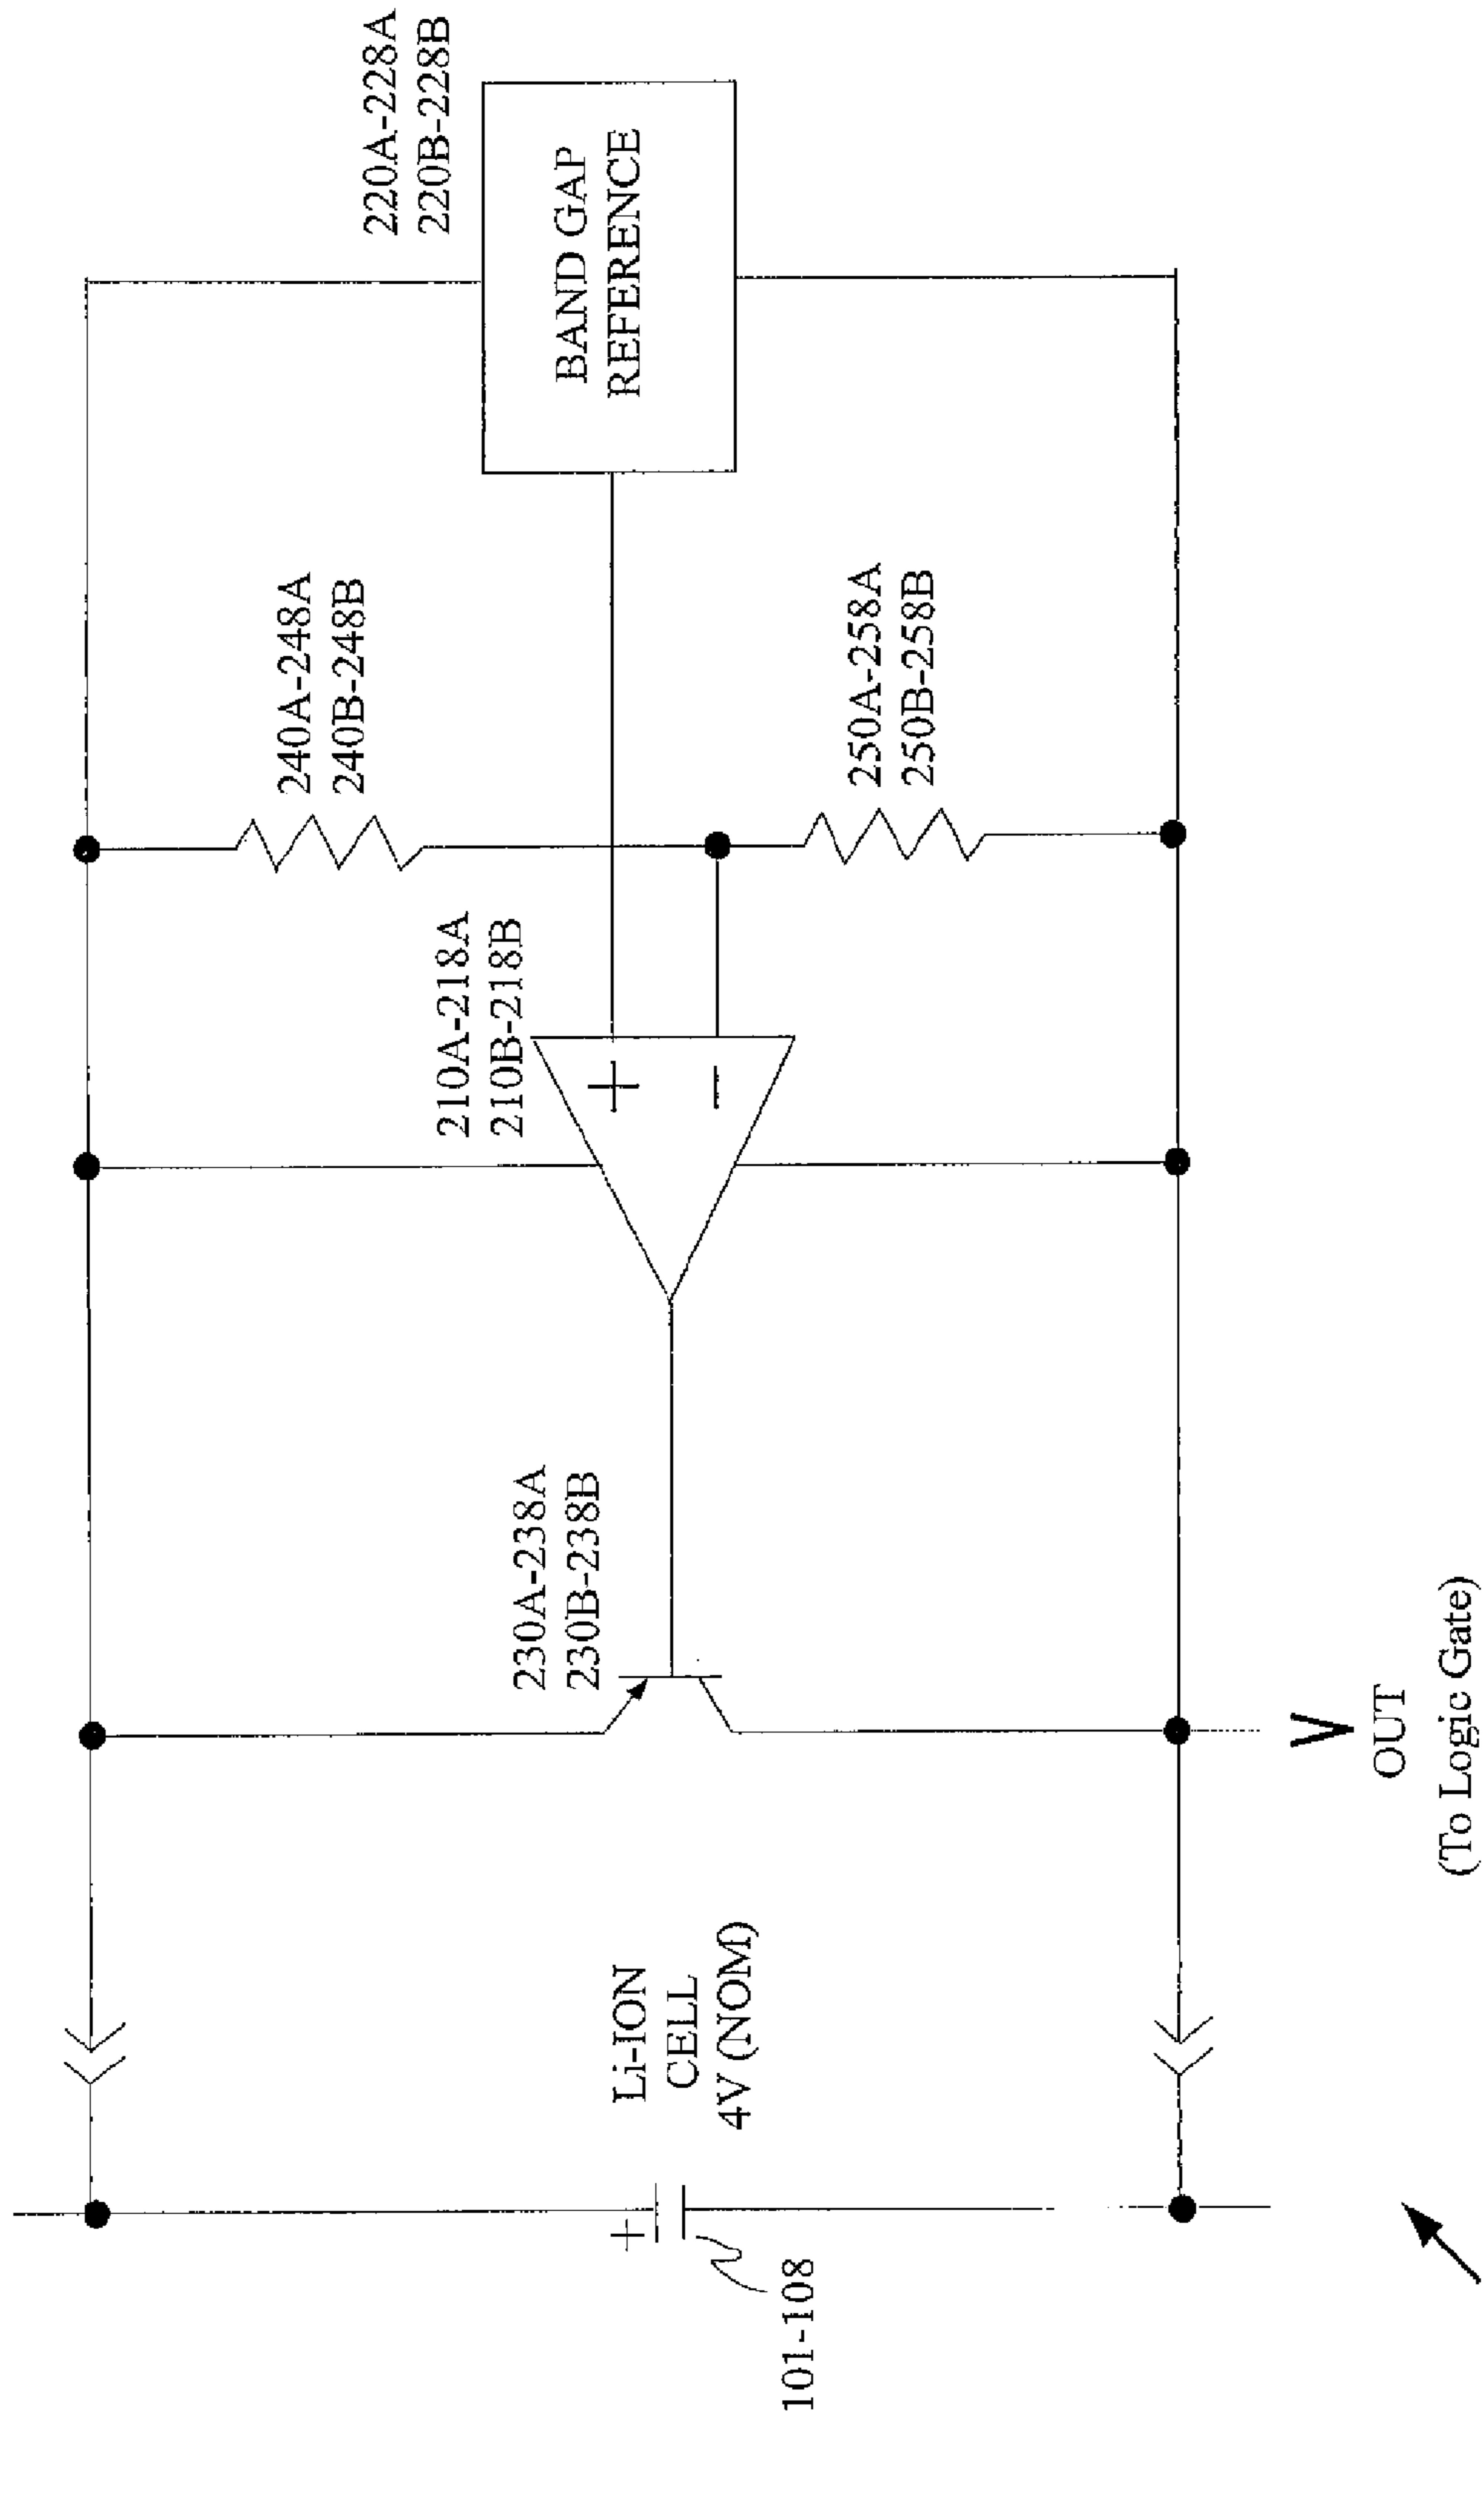 220A-228A
220B-228B
BAND GAP
REFERENCE
240A-248A
240B-248B
250A-258A
250B-258B
210A-218A
210B-218B
+
-
230A-238A
230B-238B
V
OUT
(To Logic Gate)
Li-ION
CELL
4V (NOM)
+
101-108